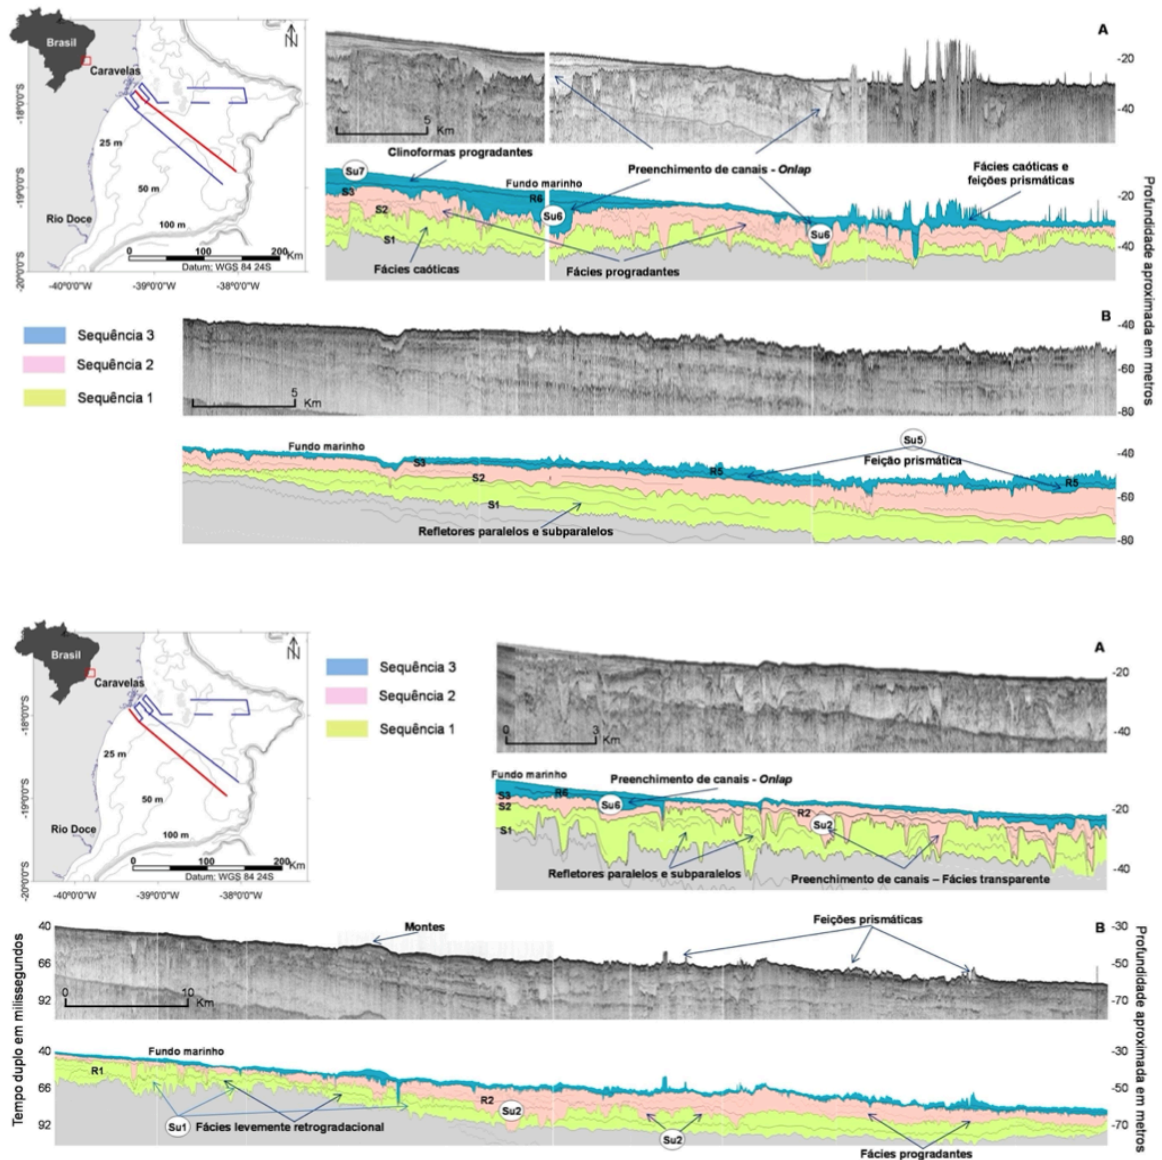 Brasil
Caravelas
N
-18°0'0"S
-19°0'0"S
-20°0'0"S
25 m
50 m
100 m
Rio Doce
0 100 200 Km
Datum: WGS 84 24S
-40°0'0"W -39°0'0"W -38°0'0"W
Sequência 3
Sequência 2
Sequência 1
A
-20
-40
5
Km
Clinoformas progradantes
Preenchimento de canais - Onlap
Fácies caóticas e
feições prismáticas
Su7
Fundo marinho
S3
R6
Su6
S2
Su6
S1
-20
-40
Fácies caóticas
Fácies progradantes
Profundidade aproximada em metros
B
-40
-60
-80
5
Km
Fundo marinho
Su5
Feição prismática
S3
R5
R5
S2
S1
Refletores paralelos e subparalelos
-40
-60
-80
Brasil
Caravelas
N
-18°0'0"S
-19°0'0"S
-20°0'0"S
25 m
50 m
100 m
Rio Doce
0 100 200 Km
Datum: WGS 84 24S
-40°0'0"W -39°0'0"W -38°0'0"W
Sequência 3
Sequência 2
Sequência 1
A
-20
-40
0 3
Km
Fundo marinho
Preenchimento de canais - Onlap
S3
R6
Su6
S2
R2
Su2
S1
-20
-40
Refletores paralelos e subparalelos
Preenchimento de canais – Fácies transparente
Tempo duplo em milissegundos
40
66
92
Montes
Feições prismáticas
B
-30
-50
-70
0 10
Km
Profundidade aproximada em metros
40
66
92
Fundo marinho
R1
R2
Su2
Su1
Fácies levemente retrogradacional
Su2
Fácies progradantes
-30
-50
-70